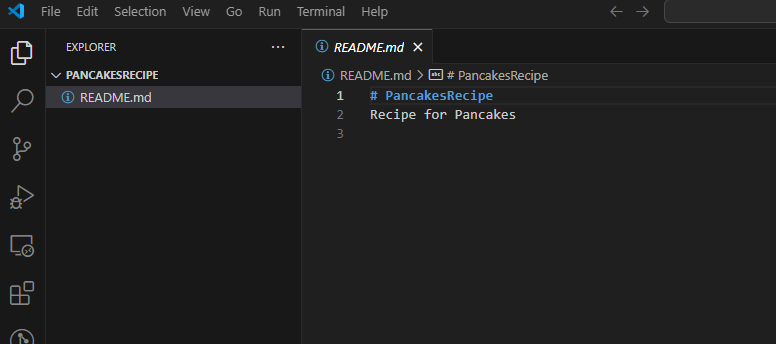 File Edit Selection View Go Run Terminal Help
EXPLORER
PANCAKESRECIPE
README.md
README.md
README.md > # PancakesRecipe
1 # PancakesRecipe
2 Recipe for Pancakes
3